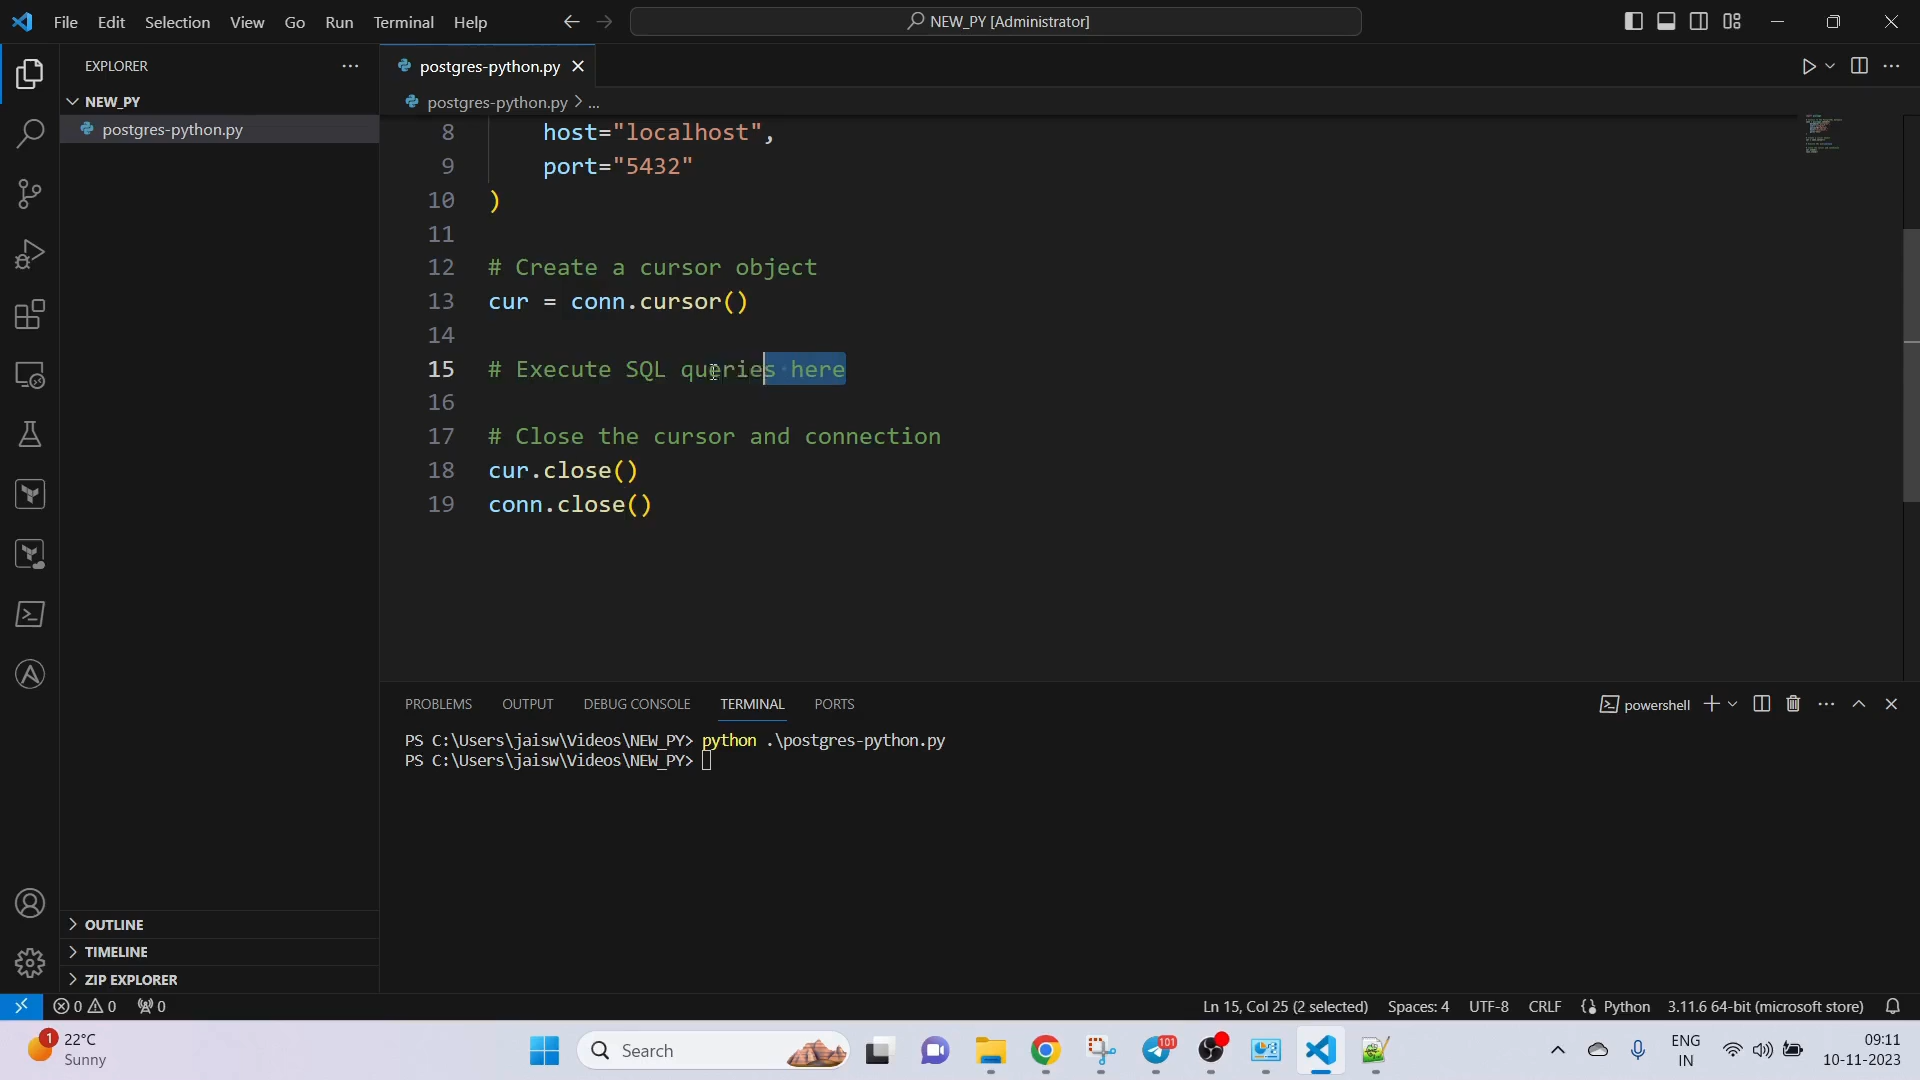 File Edit Selection View Go Run Terminal Help
NEW_PY [Administrator]
EXPLORER
NEW_PY
postgres-python.py
postgres-python.py
postgres-python.py > ...
8 host="localhost",
9 port="5432"
10 )
11
12 # Create a cursor object
13 cur = conn.cursor()
14
15 # Execute SQL queries here
16
17 # Close the cursor and connection
18 cur.close()
19 conn.close()
OUTLINE
TIMELINE
ZIP EXPLORER
PROBLEMS OUTPUT DEBUG CONSOLE TERMINAL PORTS
powershell
PS C:\Users\jaisw\Videos\NEW_PY> python .\postgres-python.py
PS C:\Users\jaisw\Videos\NEW_PY>
0 0 0
Ln 15, Col 25 (2 selected) Spaces: 4 UTF-8 CRLF Python 3.11.6 64-bit (microsoft store)
1
22°C
Sunny
Search
101
ENG
IN
09:11
10-11-2023